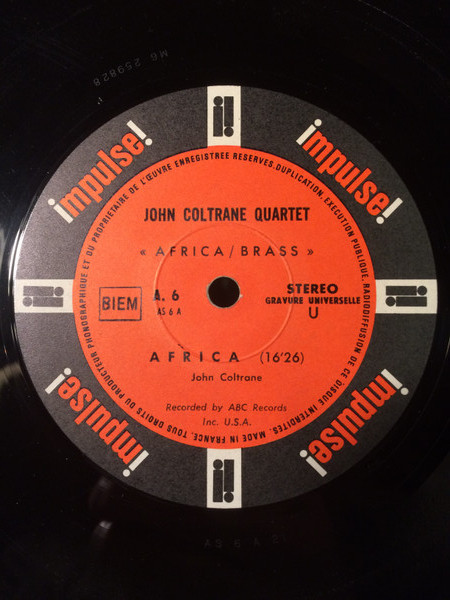 MG 259828
impulse!
impulse!
TOUS DROITS DU PRODUCTEUR PHONOGRAPHIQUE ET DU PROPRIETAIRE DE L'ŒUVRE ENREGISTREE RESERVES. DUPLICATION, EXECUTION PUBLIQUE, RADIODIFFUSION DE CE DISQUE INTERDITES. MADE IN FRANCE.
JOHN COLTRANE QUARTET
« AFRICA/BRASS »
BIEM
A. 6
AS 6 A
STEREO
GRAVURE UNIVERSELLE
U
AFRICA (16'26)
John Coltrane
Recorded by ABC Records
Inc. U.S.A.
impulse!
impulse!